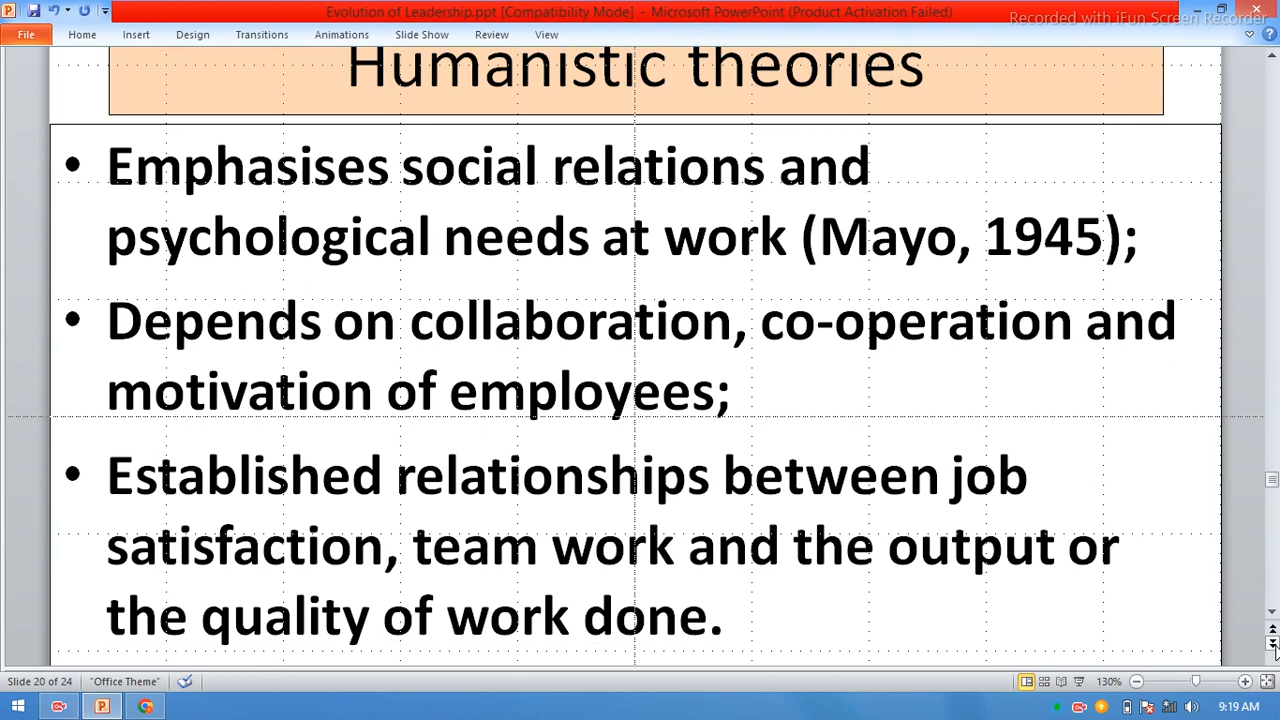 Evolution of Leadership.ppt [Compatibility Mode] - Microsoft PowerPoint (Product Activation Failed)
Recorded with iFun Screen Recorder
File Home Insert Design Transitions Animations Slide Show Review View
Humanistic theories
• Emphasises social relations and
psychological needs at work (Mayo, 1945);
• Depends on collaboration, co-operation and
motivation of employees;
• Established relationships between job
satisfaction, team work and the output or
the quality of work done.
Slide 20 of 24 "Office Theme" 130%
9:19 AM